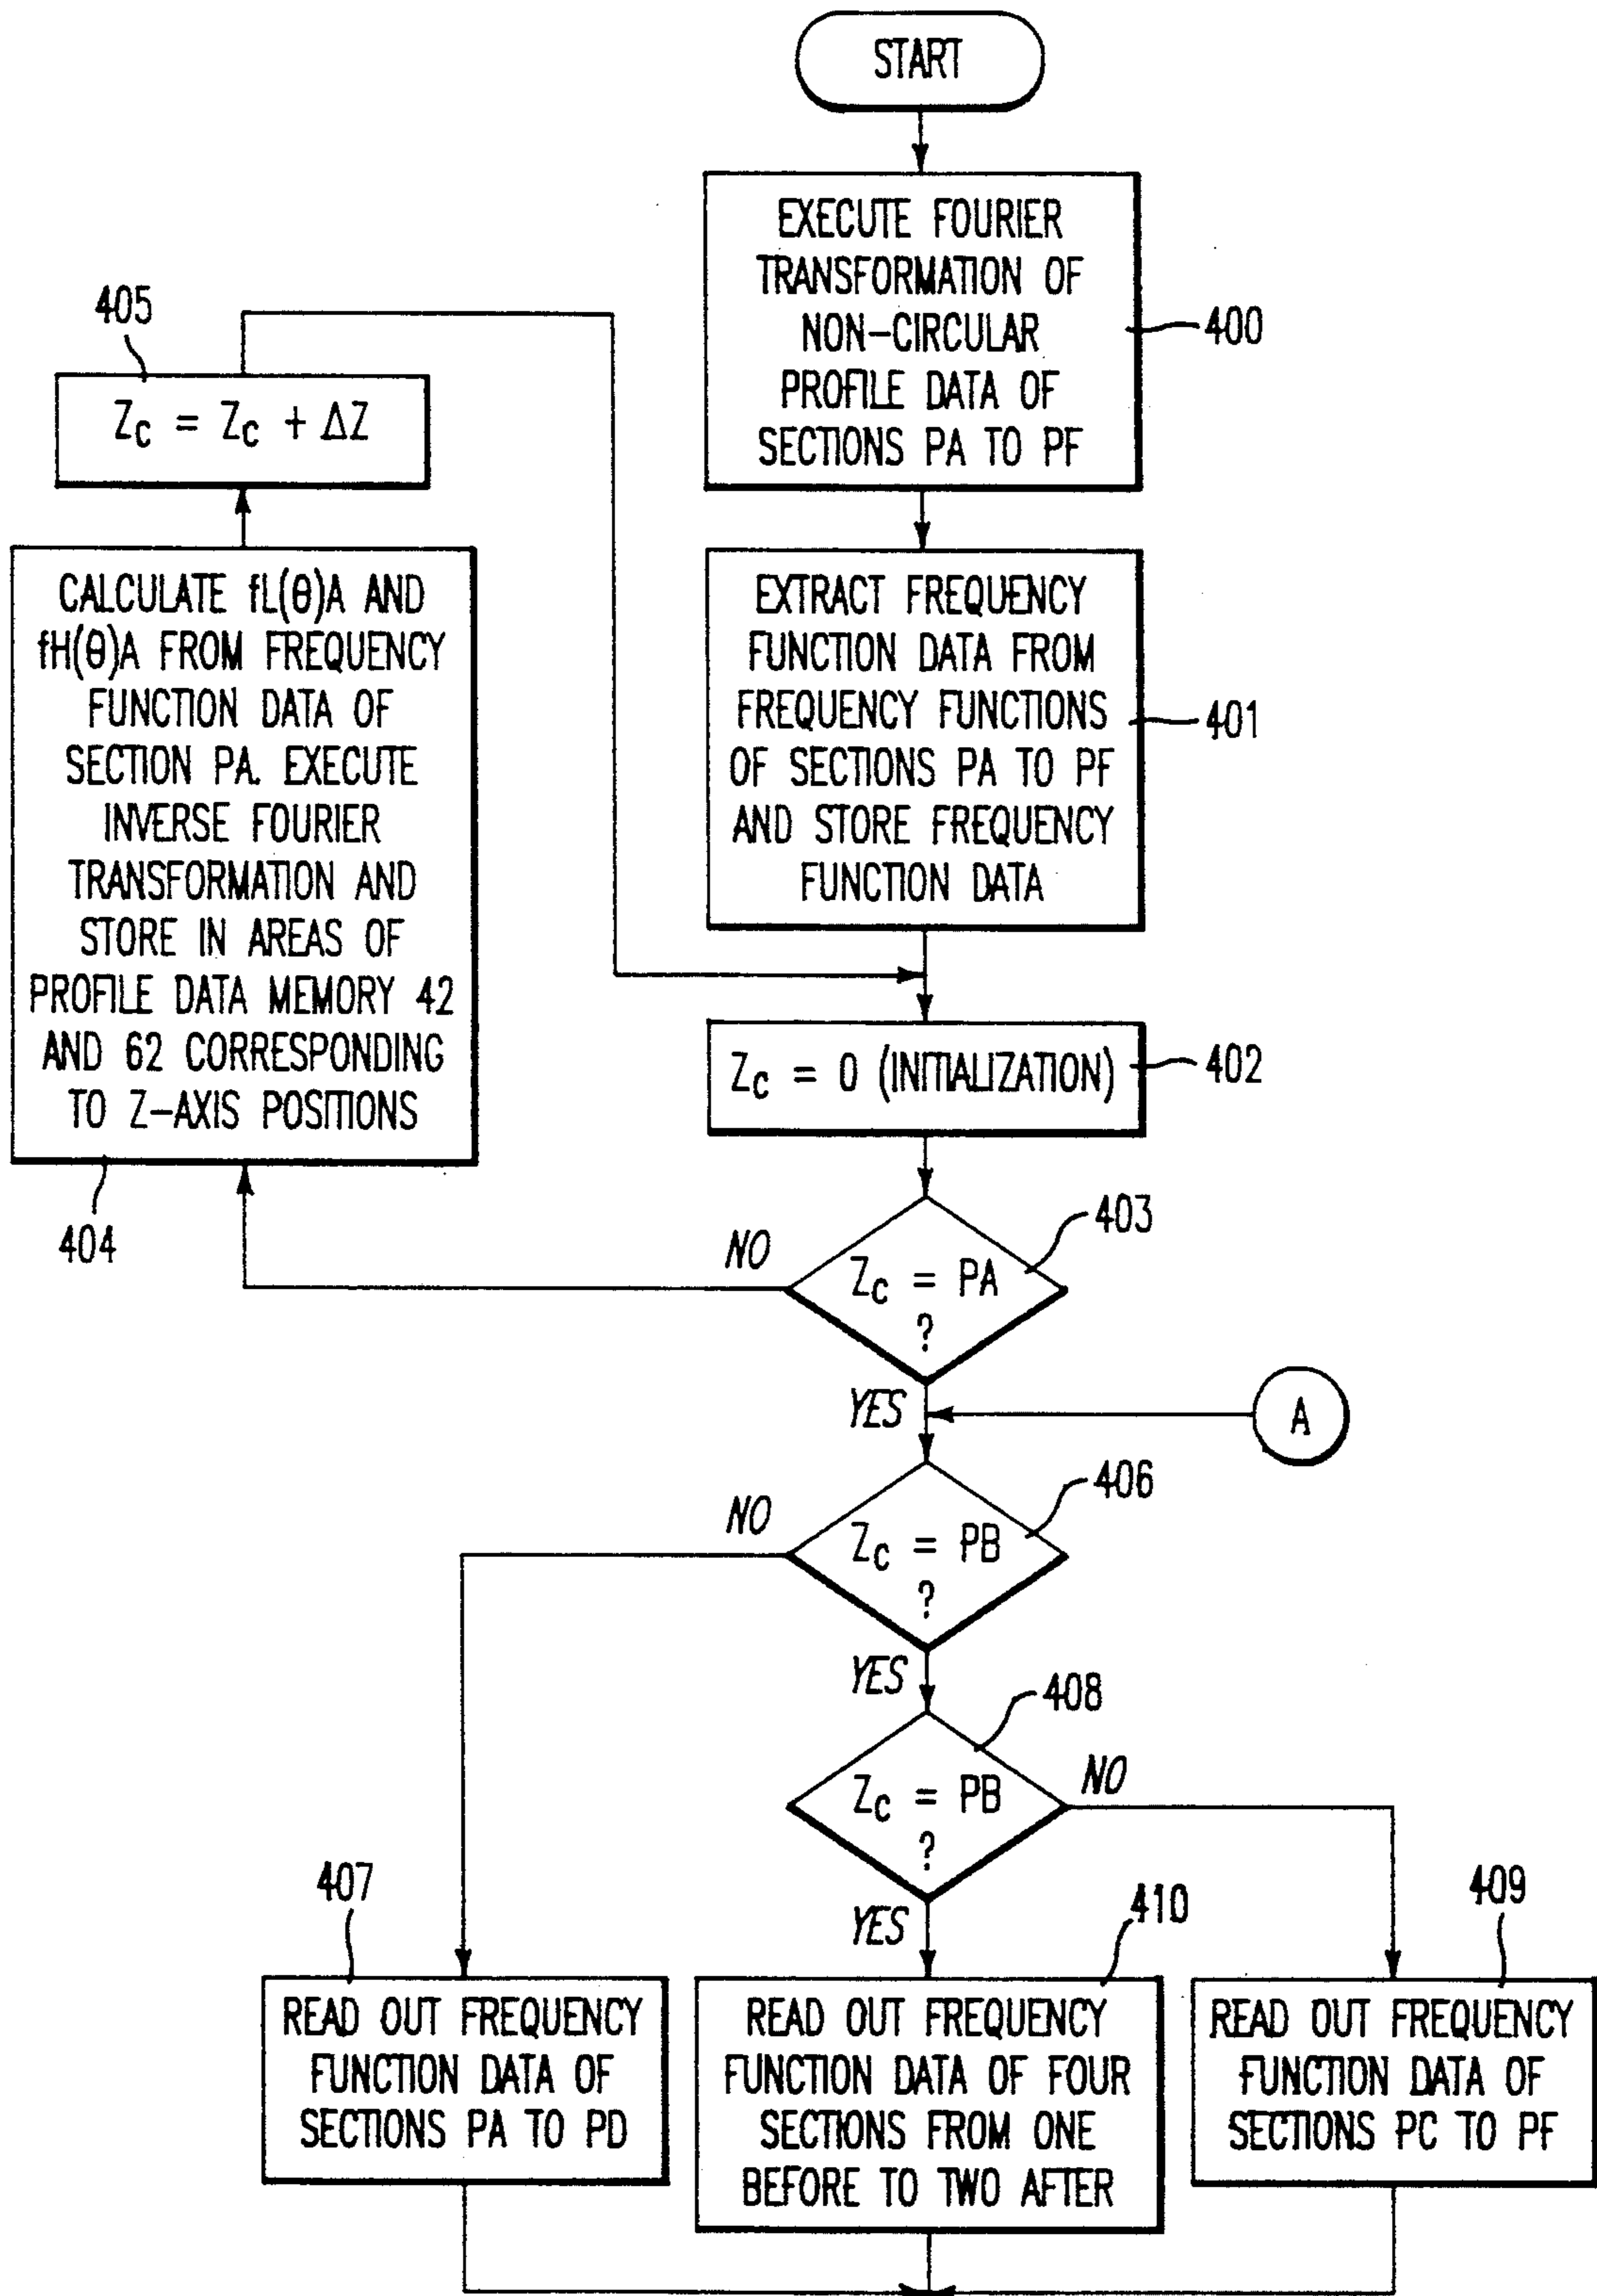 START
EXECUTE FOURIER
TRANSFORMATION OF
NON-CIRCULAR
PROFILE DATA OF
SECTIONS PA TO PF
400
405
Zc = Zc + ΔZ
EXTRACT FREQUENCY
FUNCTION DATA FROM
FREQUENCY FUNCTIONS
OF SECTIONS PA TO PF
AND STORE FREQUENCY
FUNCTION DATA
401
CALCULATE fL(θ)A AND
fH(θ)A FROM FREQUENCY
FUNCTION DATA OF
SECTION PA. EXECUTE
INVERSE FOURIER
TRANSFORMATION AND
STORE IN AREAS OF
PROFILE DATA MEMORY 42
AND 62 CORRESPONDING
TO Z-AXIS POSITIONS
404
Zc = 0 (INITIALIZATION)
402
403
NO
Zc = PA
?
YES
A
406
NO
Zc = PB
?
YES
408
Zc = PB
?
NO
YES
407
READ OUT FREQUENCY
FUNCTION DATA OF
SECTIONS PA TO PD
410
READ OUT FREQUENCY
FUNCTION DATA OF FOUR
SECTIONS FROM ONE
BEFORE TO TWO AFTER
409
READ OUT FREQUENCY
FUNCTION DATA OF
SECTIONS PC TO PF